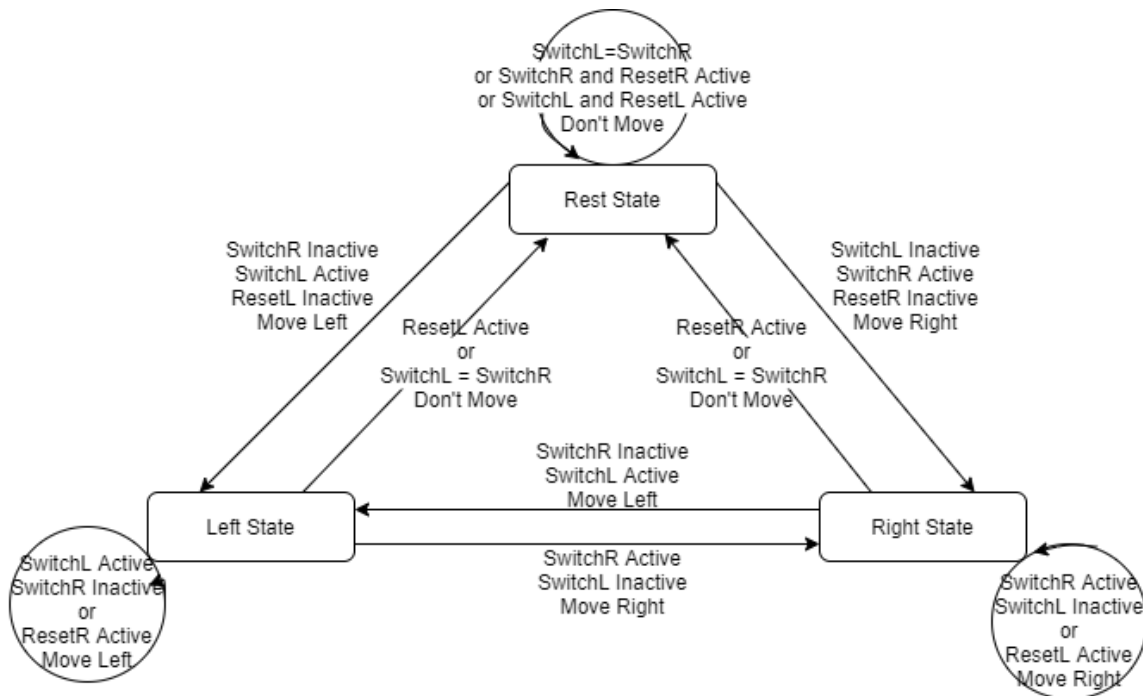 SwitchL=SwitchR
or SwitchR and ResetR Active
or SwitchL and ResetL Active
Don't Move
Rest State
SwitchR Inactive
SwitchL Active
ResetL Inactive
Move Left
SwitchL Inactive
SwitchR Active
ResetR Inactive
Move Right
ResetL Active
or
SwitchL = SwitchR
Don't Move
ResetR Active
or
SwitchL = SwitchR
Don't Move
SwitchR Inactive
SwitchL Active
Move Left
Left State
Right State
SwitchR Active
SwitchL Inactive
Move Right
SwitchL Active
SwitchR Inactive
or
ResetR Active
Move Left
SwitchR Active
SwitchL Inactive
or
ResetL Active
Move Right